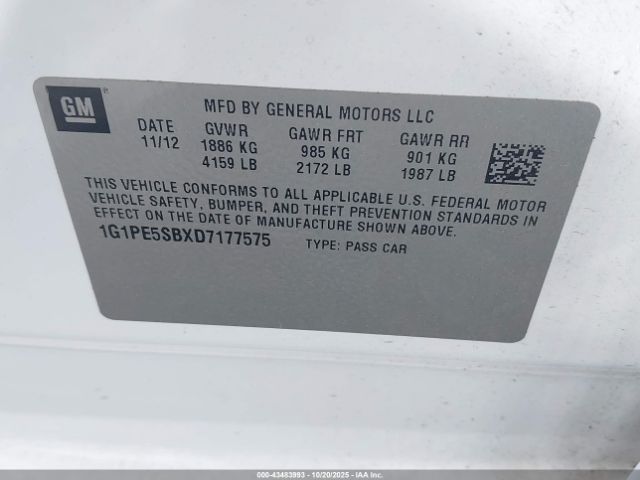 GM
MFD BY GENERAL MOTORS LLC
DATE GVWR GAWR FRT GAWR RR
11/12 1886 KG 985 KG 901 KG
4159 LB 2172 LB 1987 LB
THIS VEHICLE CONFORMS TO ALL APPLICABLE U.S. FEDERAL MOTOR
VEHICLE SAFETY, BUMPER, AND THEFT PREVENTION STANDARDS IN
EFFECT ON THE DATE OF MANUFACTURE SHOWN ABOVE.
1G1PE5SBXD7177575 TYPE: PASS CAR
000-43483993 - 10/20/2025 - IAAI.COM